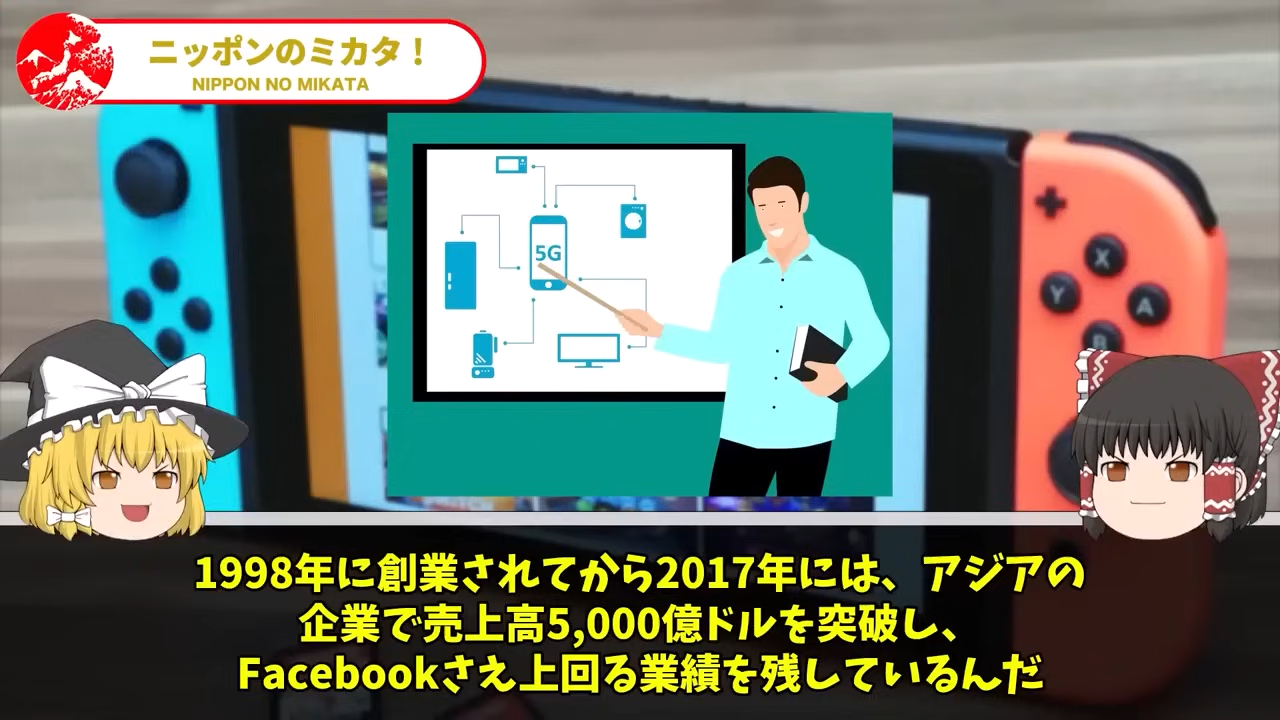 ニッポンのミカタ！
NIPPON NO MIKATA
5G
X
Y
A
B
1998年に創業されてから2017年には、アジアの
企業で売上高5,000億ドルを突破し、
Facebookさえ上回る業績を残しているんだ